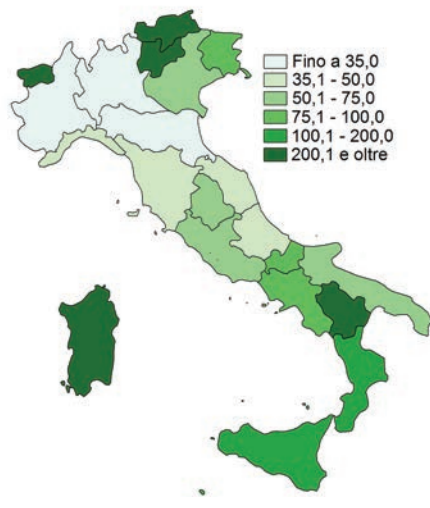 Fino a 35,0
35,1 - 50,0
50,1 - 75,0
75,1 - 100,0
100,1 - 200,0
200,1 e oltre